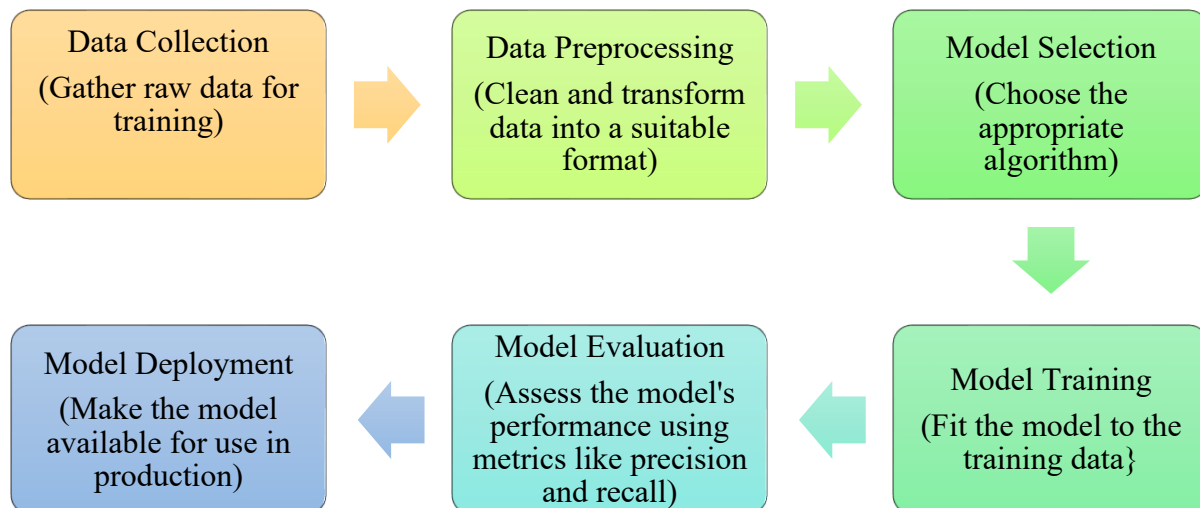 Data Collection
(Gather raw data for
training)
Data Preprocessing
(Clean and transform
data into a suitable
format)
Model Selection
(Choose the
appropriate
algorithm)
Model Training
(Fit the model to the
training data}
Model Evaluation
(Assess the model's
performance using
metrics like precision
and recall)
Model Deployment
(Make the model
available for use in
production)